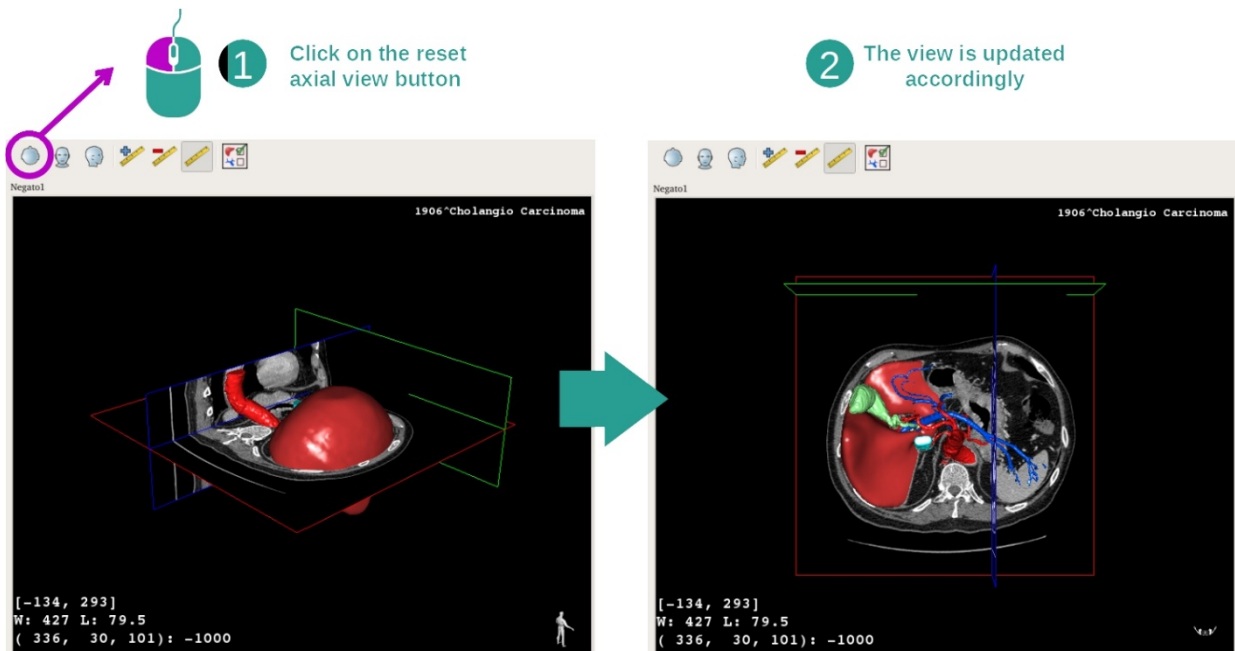 1
Click on the reset
axial view button
2
The view is updated
accordingly
Negato1
1906^Cholangio Carcinoma
[-134, 293]
W: 427 L: 79.5
( 336, 30, 101): -1000
Negato1
1906^Cholangio Carcinoma
[-134, 293]
W: 427 L: 79.5
( 336, 30, 101): -1000